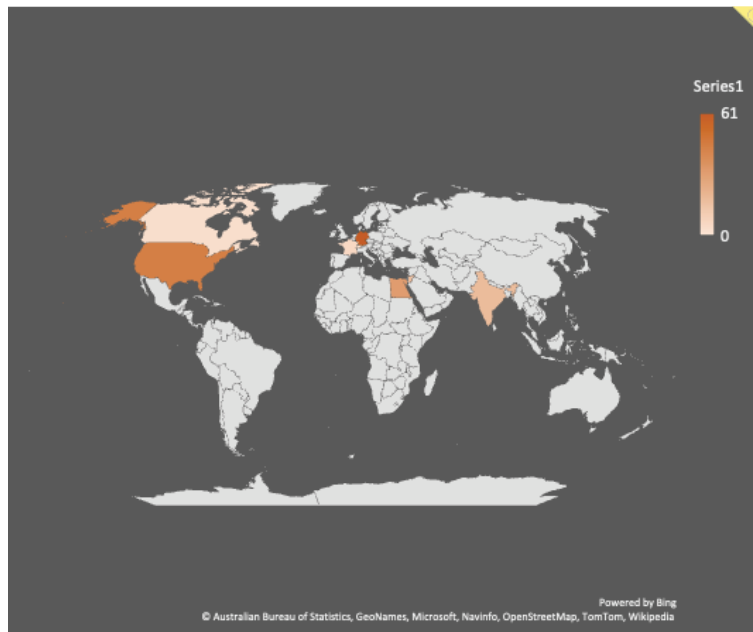 Series1
61
0
Powered by Bing
© Australian Bureau of Statistics, GeoNames, Microsoft, Navinfo, OpenStreetMap, TomTom, Wikipedia